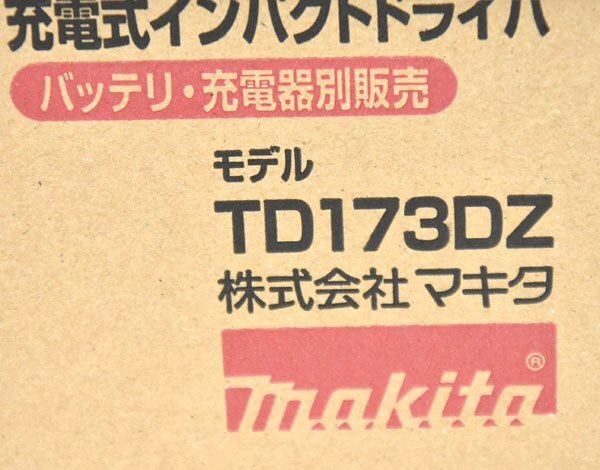 充電式インパクトドライバ
バッテリ・充電器別販売
モデル
TD173DZ
株式会社マキタ
makita®